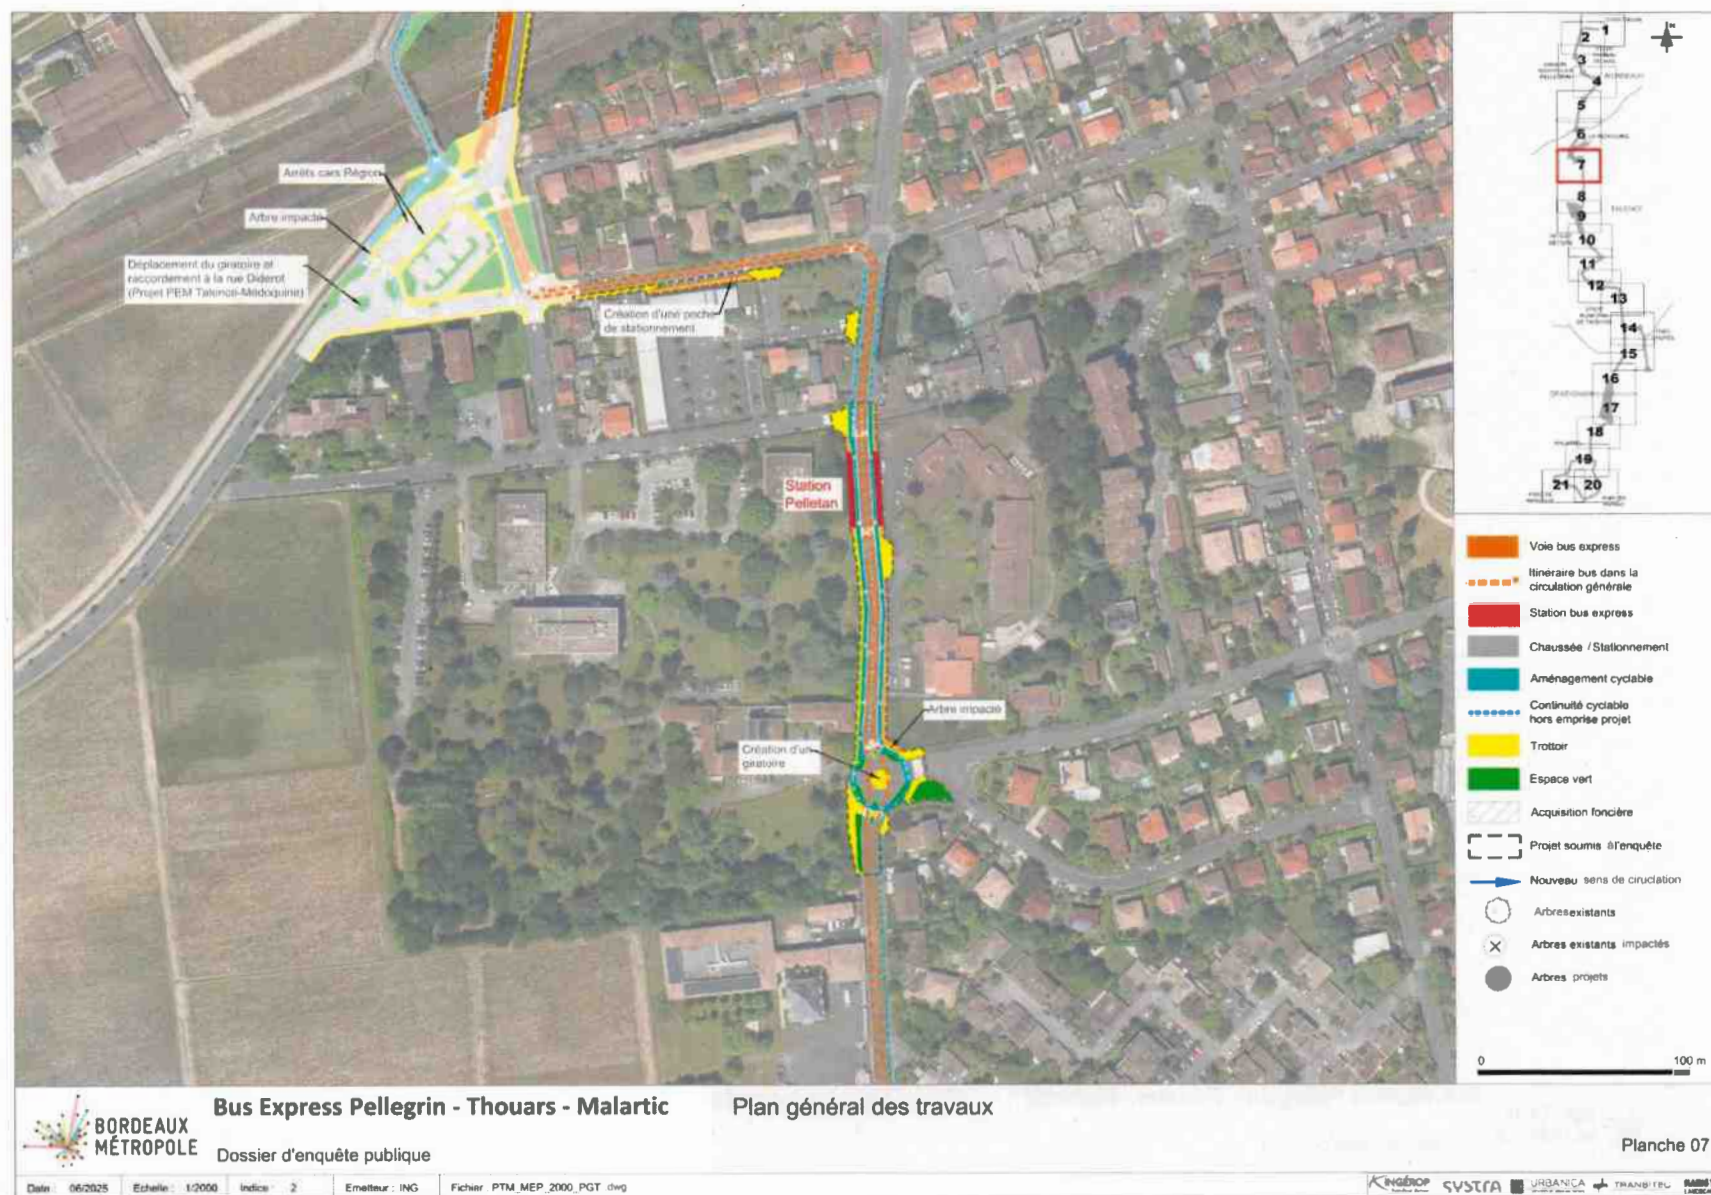 Arrêts cars Région
Arbre impacté
Déplacement du giratoire et
raccordement à la rue Diderot
(Projet PEM Talence-Médoquine)
Création d'une poche
de stationnement
Station
Pelletan
Arbre impacté
Création d'un
giratoire
N
1
2
3
4
5
6
7
8
9
10
11
12
13
14
15
16
17
18
19
21
20
Voie bus express
Itinéraire bus dans la
circulation générale
Station bus express
Chaussée / Stationnement
Aménagement cyclable
Continuité cyclable
hors emprise projet
Trottoir
Espace vert
Acquisition foncière
Projet soumis à l'enquête
Nouveau sens de ciruclation
Arbres existants
Arbres existants impactés
Arbres projets
0 100 m
BORDEAUX
MÉTROPOLE
Bus Express Pellegrin - Thouars - Malartic
Plan général des travaux
Dossier d'enquête publique
Planche 07
Date : 06/2025 Echelle : 1/2000 Indice : 2 Emetteur : ING Fichier : PTM_MEP_2000_PGT.dwg
INGÉROP SYSTRA URBANICA TRANSITEC